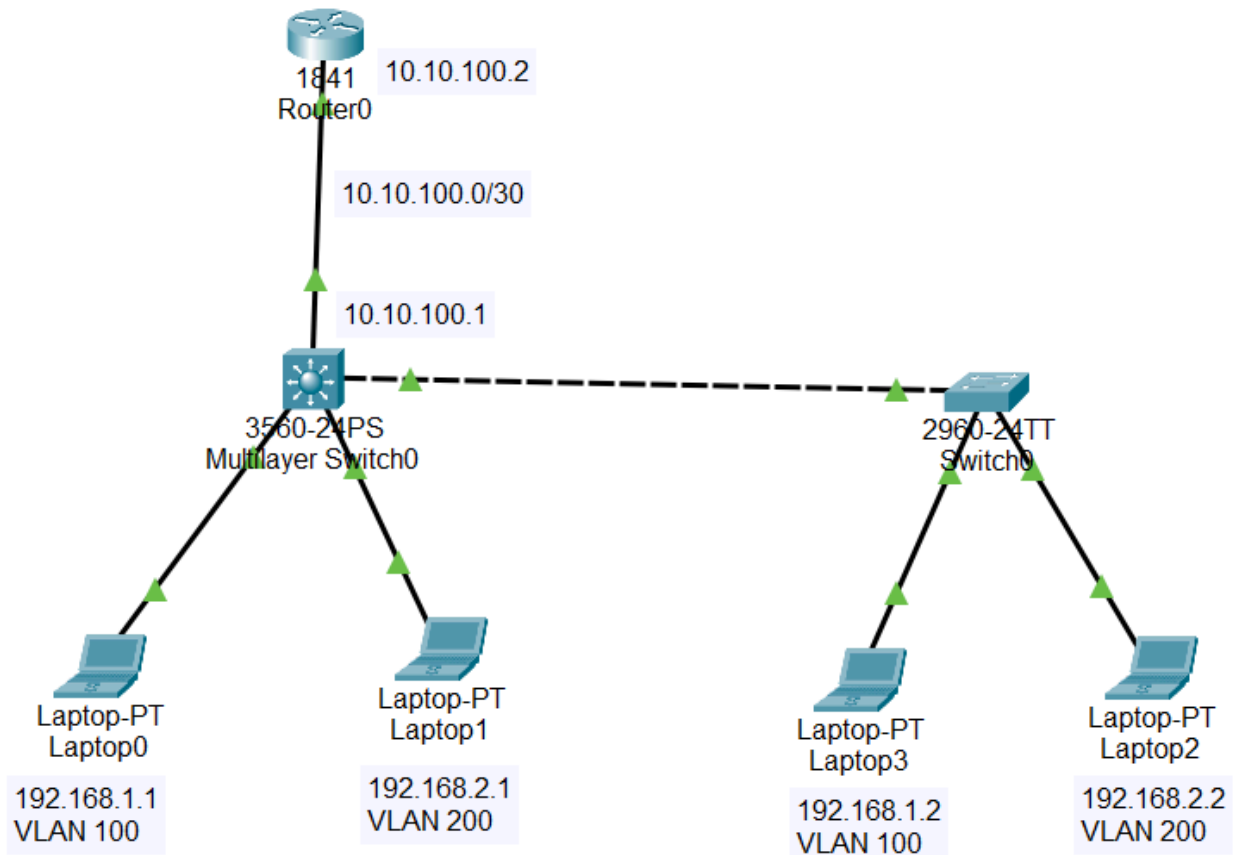 1841
Router0
10.10.100.2
10.10.100.0/30
10.10.100.1
3560-24PS
Multilayer Switch0
2960-24TT
Switch0
Laptop-PT
Laptop0
192.168.1.1
VLAN 100
Laptop-PT
Laptop1
192.168.2.1
VLAN 200
Laptop-PT
Laptop3
192.168.1.2
VLAN 100
Laptop-PT
Laptop2
192.168.2.2
VLAN 200